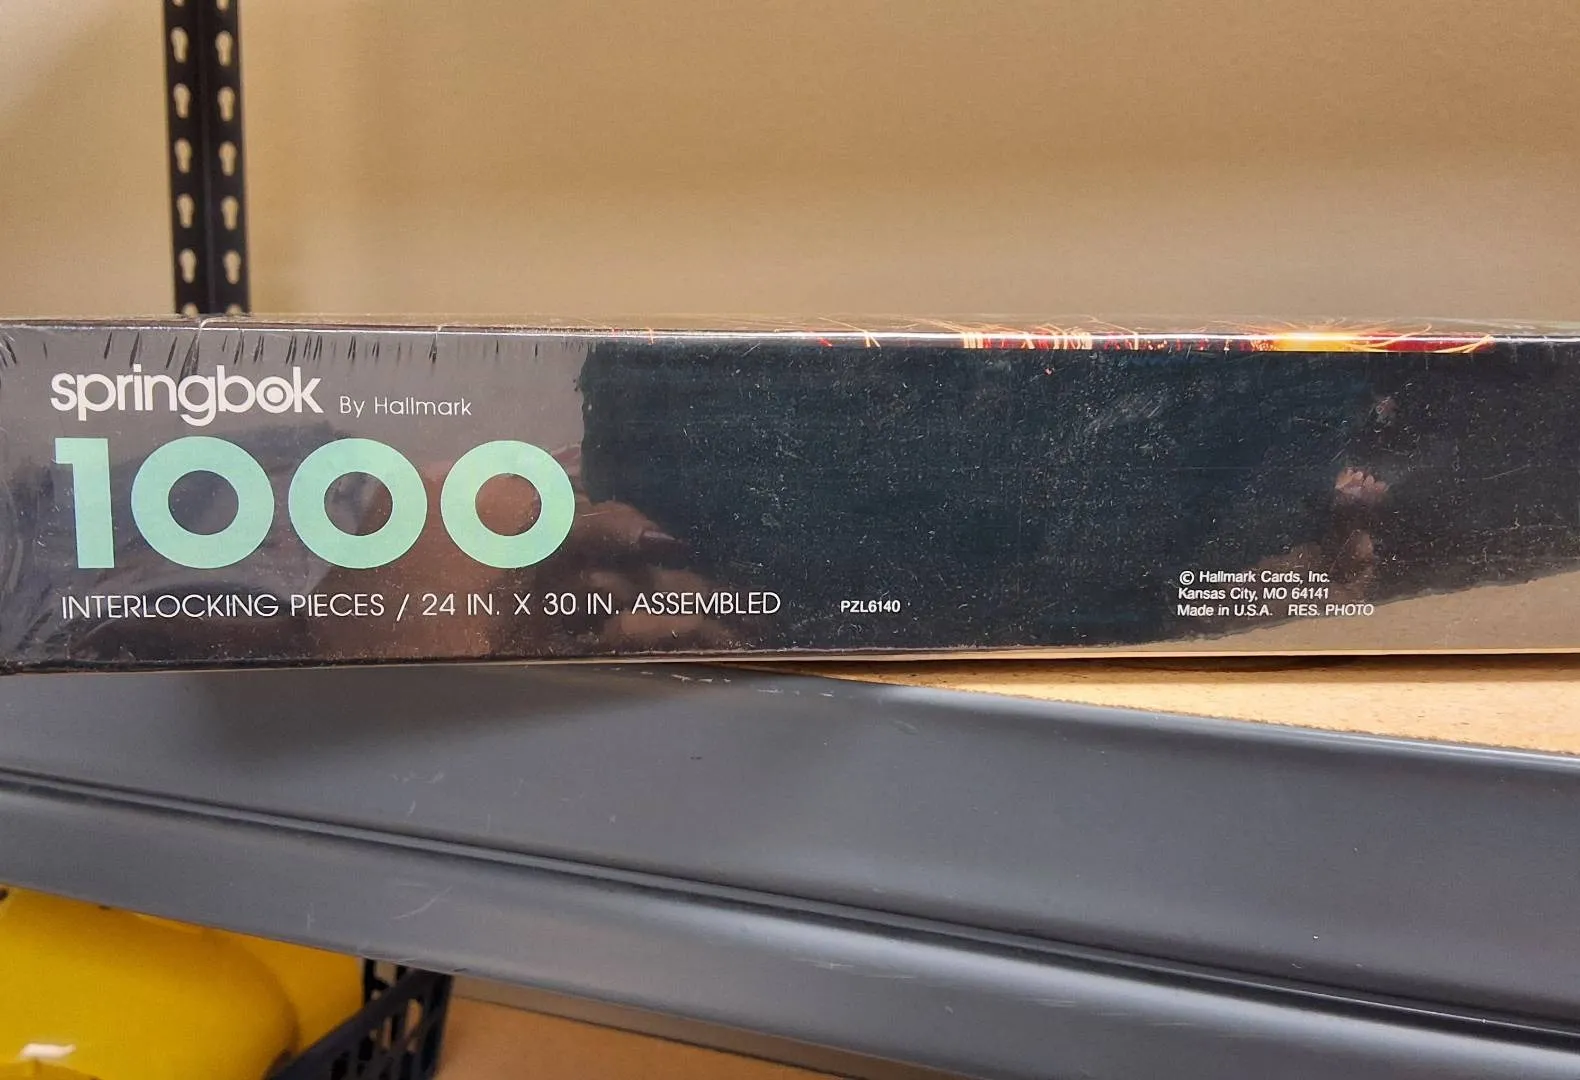 springbok By Hallmark
1000
INTERLOCKING PIECES / 24 IN. X 30 IN. ASSEMBLED
PZL6140
© Hallmark Cards, Inc.
Kansas City, MO 64141
Made in U.S.A. RES. PHOTO